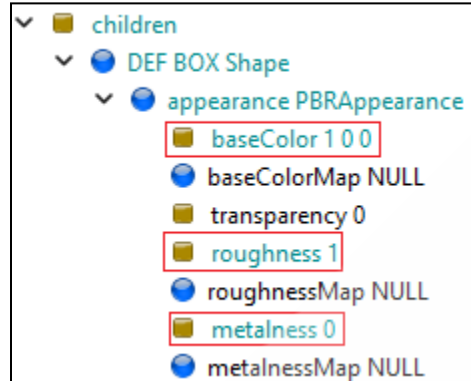 children
DEF BOX Shape
appearance PBRAppearance
baseColor 1 0 0
baseColorMap NULL
transparency 0
roughness 1
roughnessMap NULL
metalness 0
metalnessMap NULL